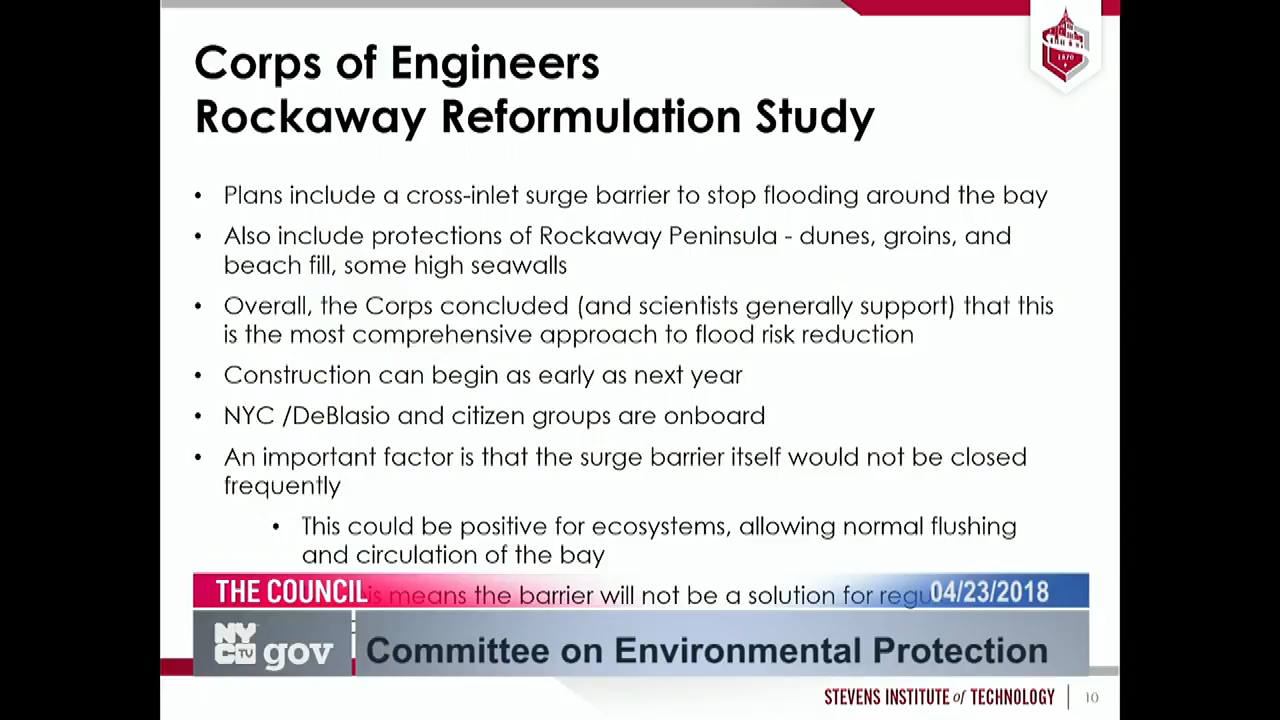 Corps of Engineers
Rockaway Reformulation Study
• Plans include a cross-inlet surge barrier to stop flooding around the bay
• Also include protections of Rockaway Peninsula - dunes, groins, and
beach fill, some high seawalls
• Overall, the Corps concluded (and scientists generally support) that this
is the most comprehensive approach to flood risk reduction
• Construction can begin as early as next year
• NYC /DeBlasio and citizen groups are onboard
• An important factor is that the surge barrier itself would not be closed
frequently
• This could be positive for ecosystems, allowing normal flushing
and circulation of the bay
means the barrier will not be a solution for
THE COUNCIL
04/23/2018
NYC TV gov
Committee on Environmental Protection
STEVENS INSTITUTE of TECHNOLOGY
10
1870